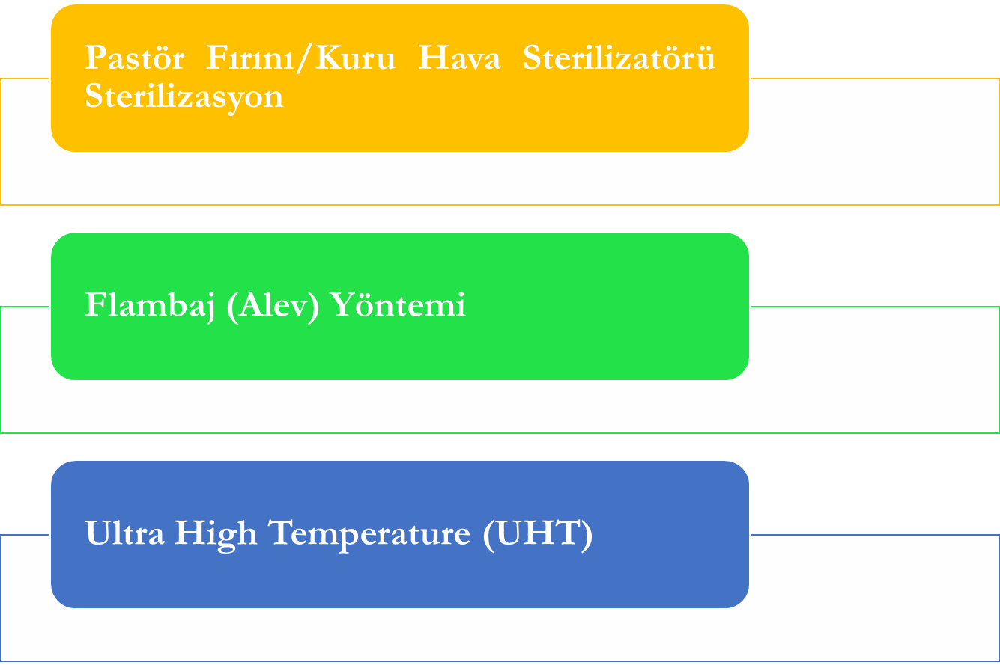 Pastör Fırını/Kuru Hava Sterilizatörü
Sterilizasyon
Flambaj (Alev) Yöntemi
Ultra High Temperature (UHT)